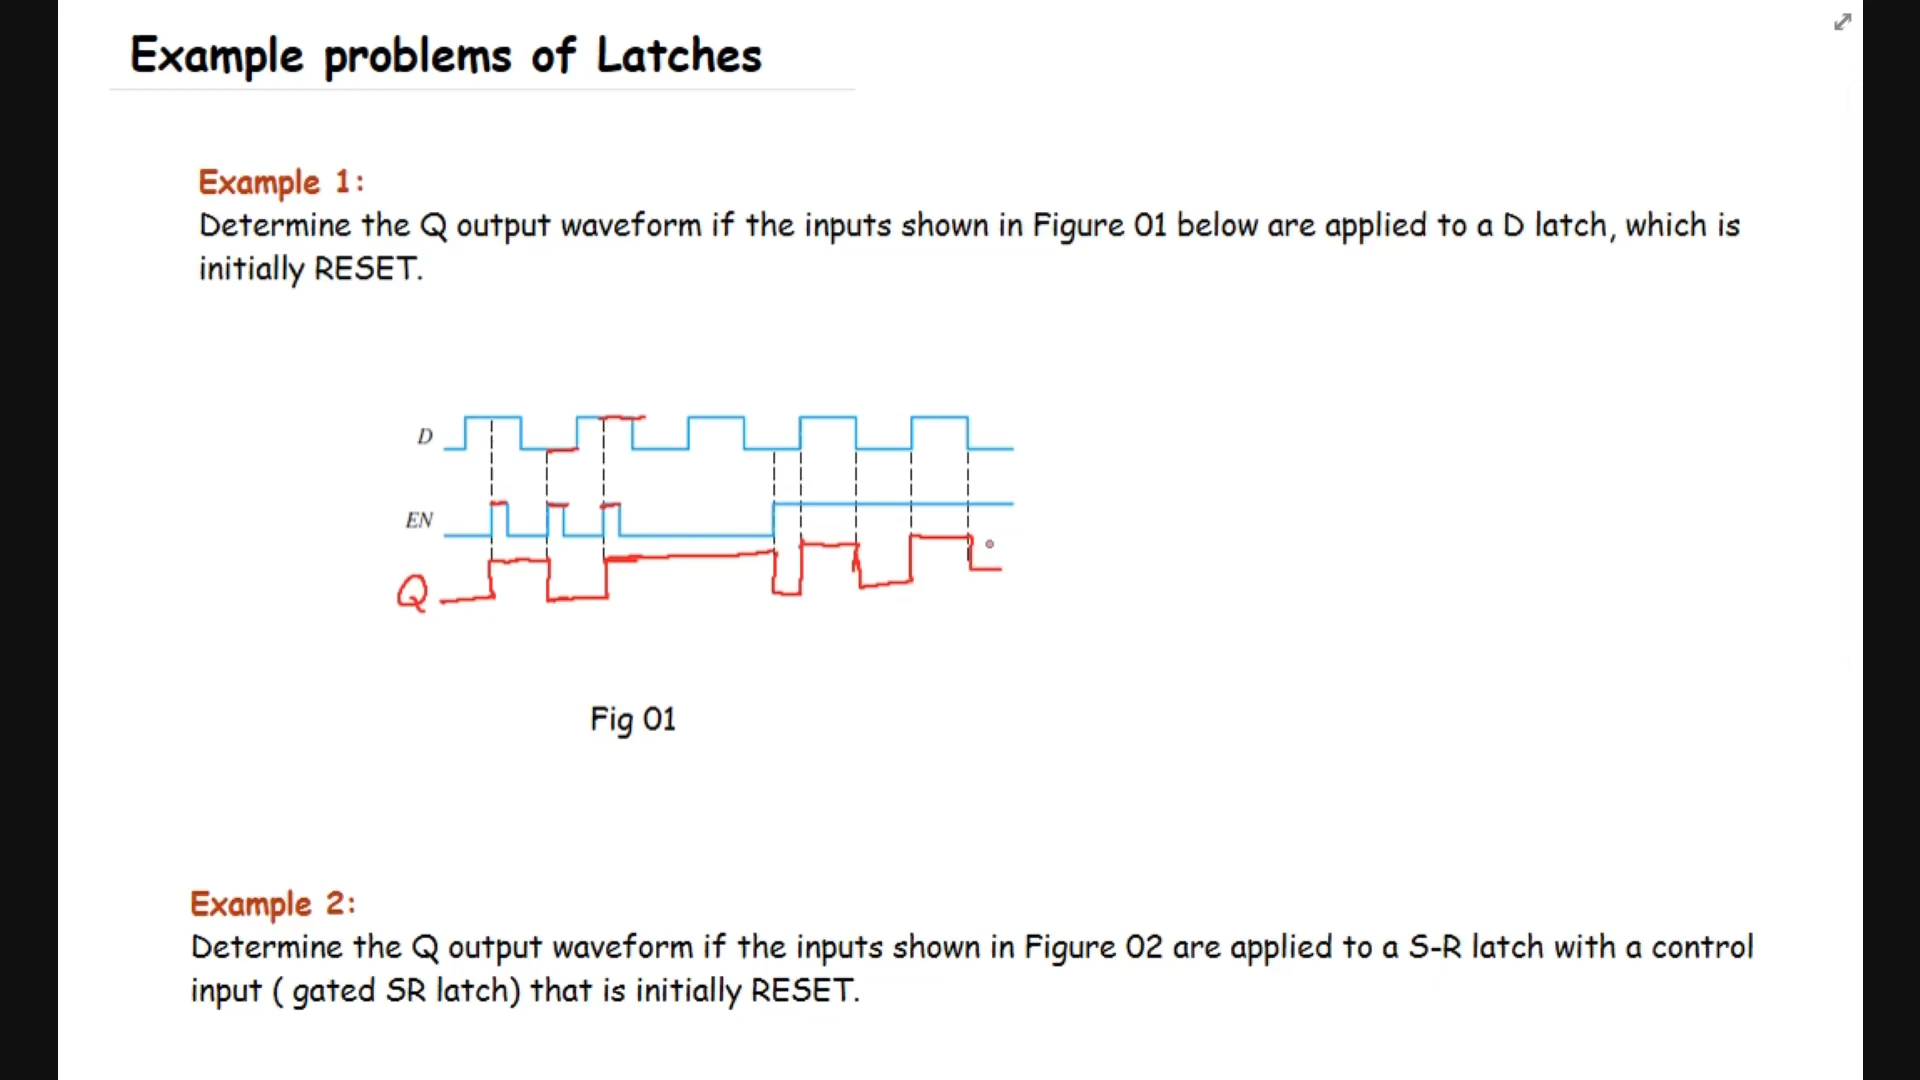 Example problems of Latches
Example 1:
Determine the Q output waveform if the inputs shown in Figure 01 below are applied to a D latch, which is
initially RESET.
D
EN
Q
Fig 01
Example 2:
Determine the Q output waveform if the inputs shown in Figure 02 are applied to a S-R latch with a control
input ( gated SR latch) that is initially RESET.